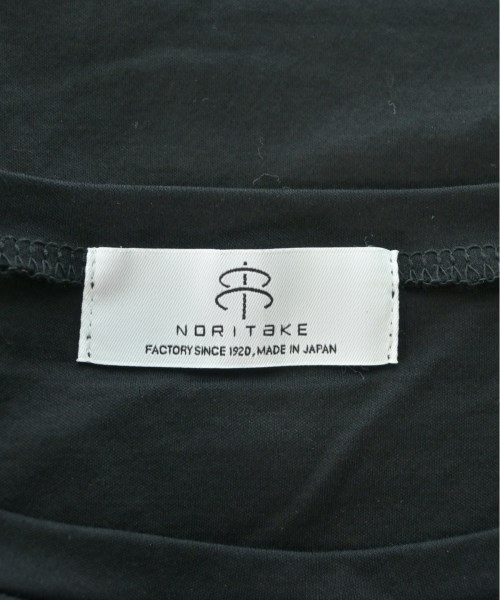 NORITaKE
FACTORY SINCE 1920, MADE IN JAPAN